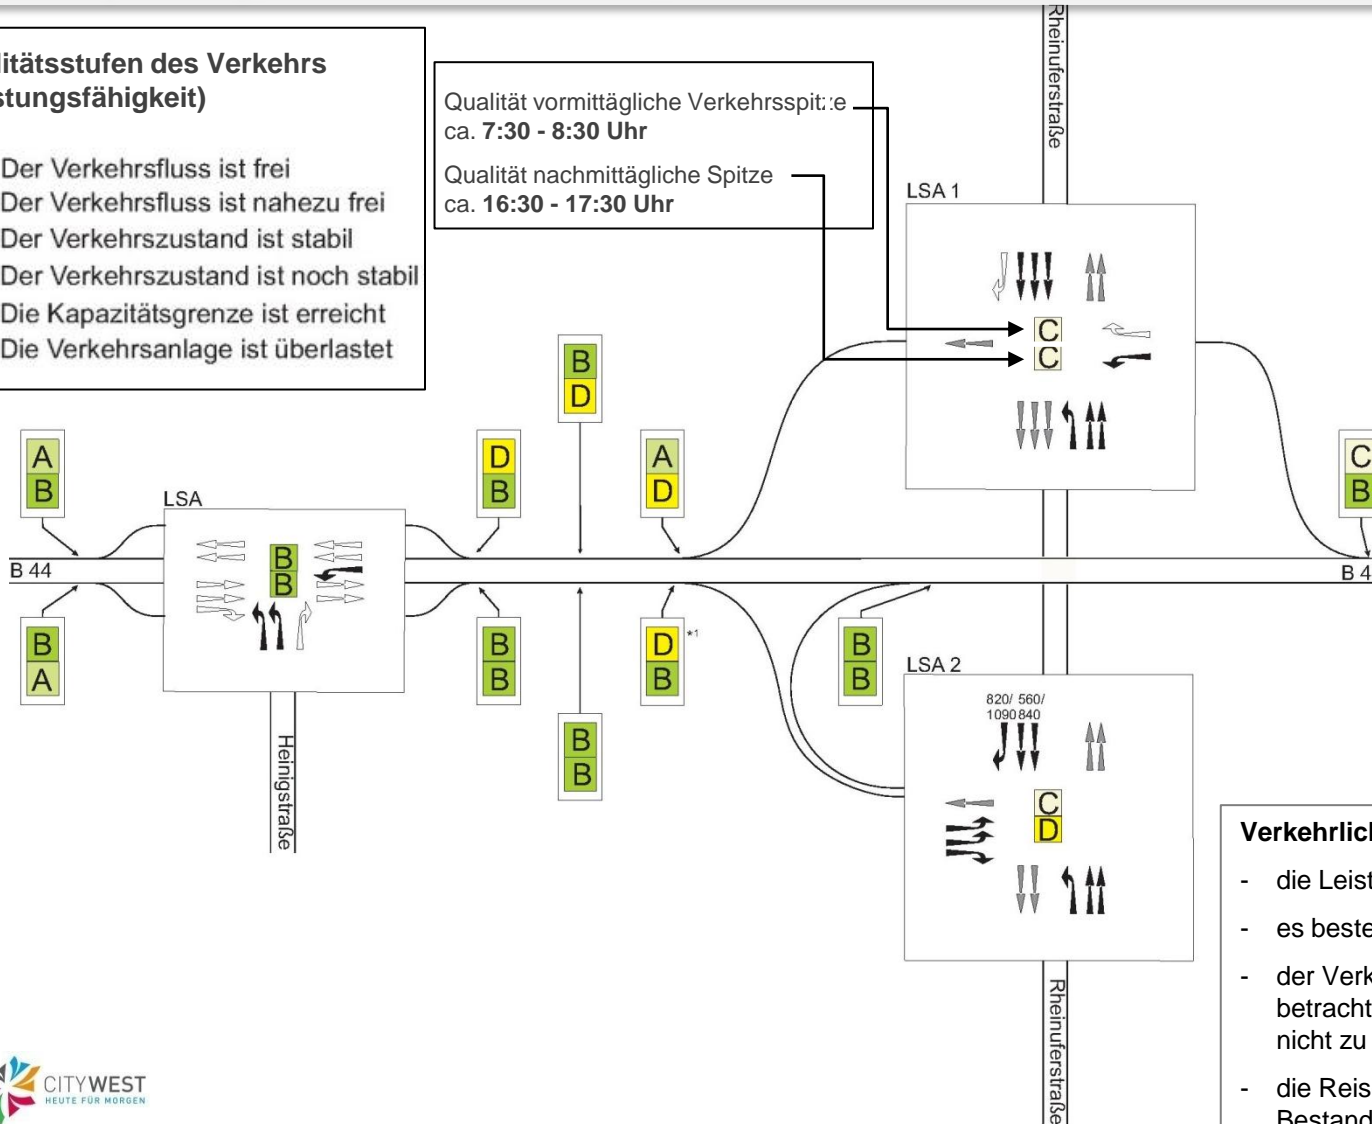 litätsstufen des Verkehrs
stungsfähigkeit)
Der Verkehrsfluss ist frei
Der Verkehrsfluss ist nahezu frei
Der Verkehrszustand ist stabil
Der Verkehrszustand ist noch stabil
Die Kapazitätsgrenze ist erreicht
Die Verkehrsanlage ist überlastet
Qualität vormittägliche Verkehrsspitze
ca. 7:30 - 8:30 Uhr
Qualität nachmittägliche Spitze
ca. 16:30 - 17:30 Uhr
Rheinuferstraße
LSA 1
C
C
B
D
A
B
D
B
A
D
C
B
LSA
B
B
B 44
B 4
B
A
B
B
D *1
B
B
B
B
B
LSA 2
820/ 560/
1090 840
C
D
Heinigstraße
Rheinuferstraße
Verkehrlich
- die Leist
- es beste
- der Verk
betracht
nicht zu
- die Reis
Bestand
CITYWEST
HEUTE FÜR MORGEN